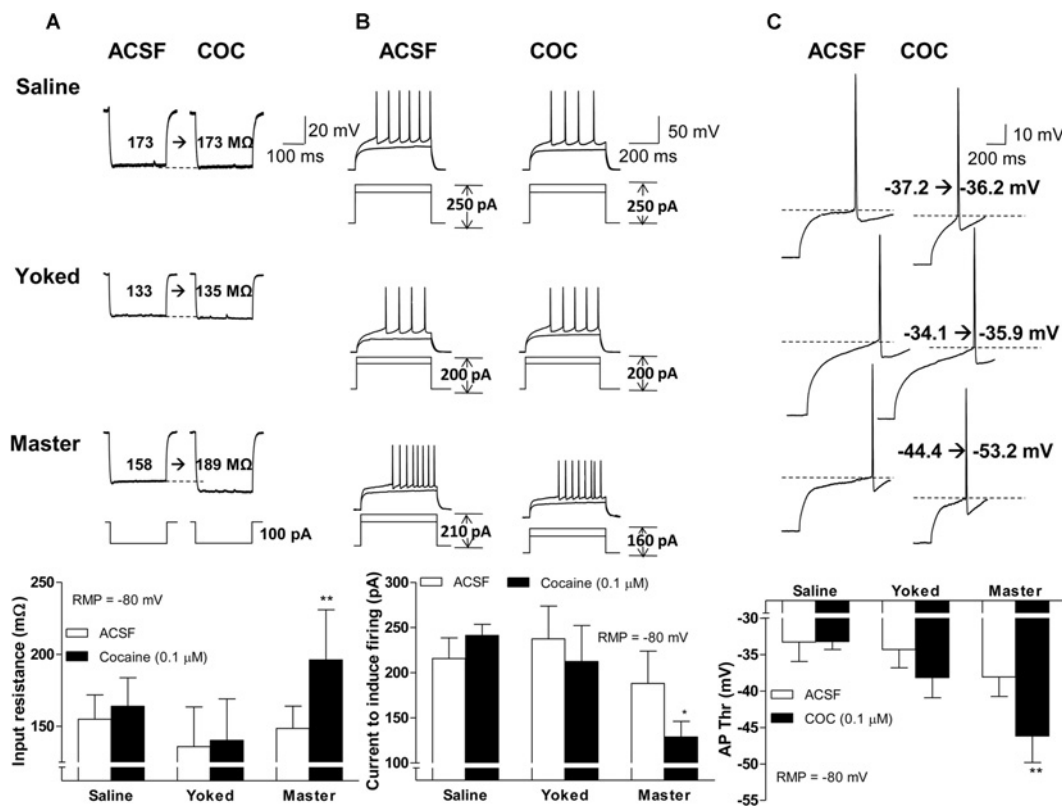 A
ACSF COC
Saline
173 → 173 MΩ
20 mV
100 ms
Yoked
133 → 135 MΩ
Master
158 → 189 MΩ
100 pA
Input resistance (mΩ)
250
200
150
RMP = -80 mV
**
ACSF
Cocaine (0.1 μM)
Saline Yoked Master
B
ACSF COC
50 mV
200 ms
250 pA 250 pA
200 pA 200 pA
210 pA 160 pA
Current to induce firing (pA)
300
250
200
150
100
ACSF Cocaine (0.1 μM)
RMP = -80 mV
*
Saline Yoked Master
C
ACSF COC
10 mV
200 ms
-37.2 → -36.2 mV
-34.1 → -35.9 mV
-44.4 → -53.2 mV
Saline Yoked Master
AP Thr (mV)
-30
-35
-40
-45
-50
-55
ACSF
COC (0.1 μM)
RMP = -80 mV
**